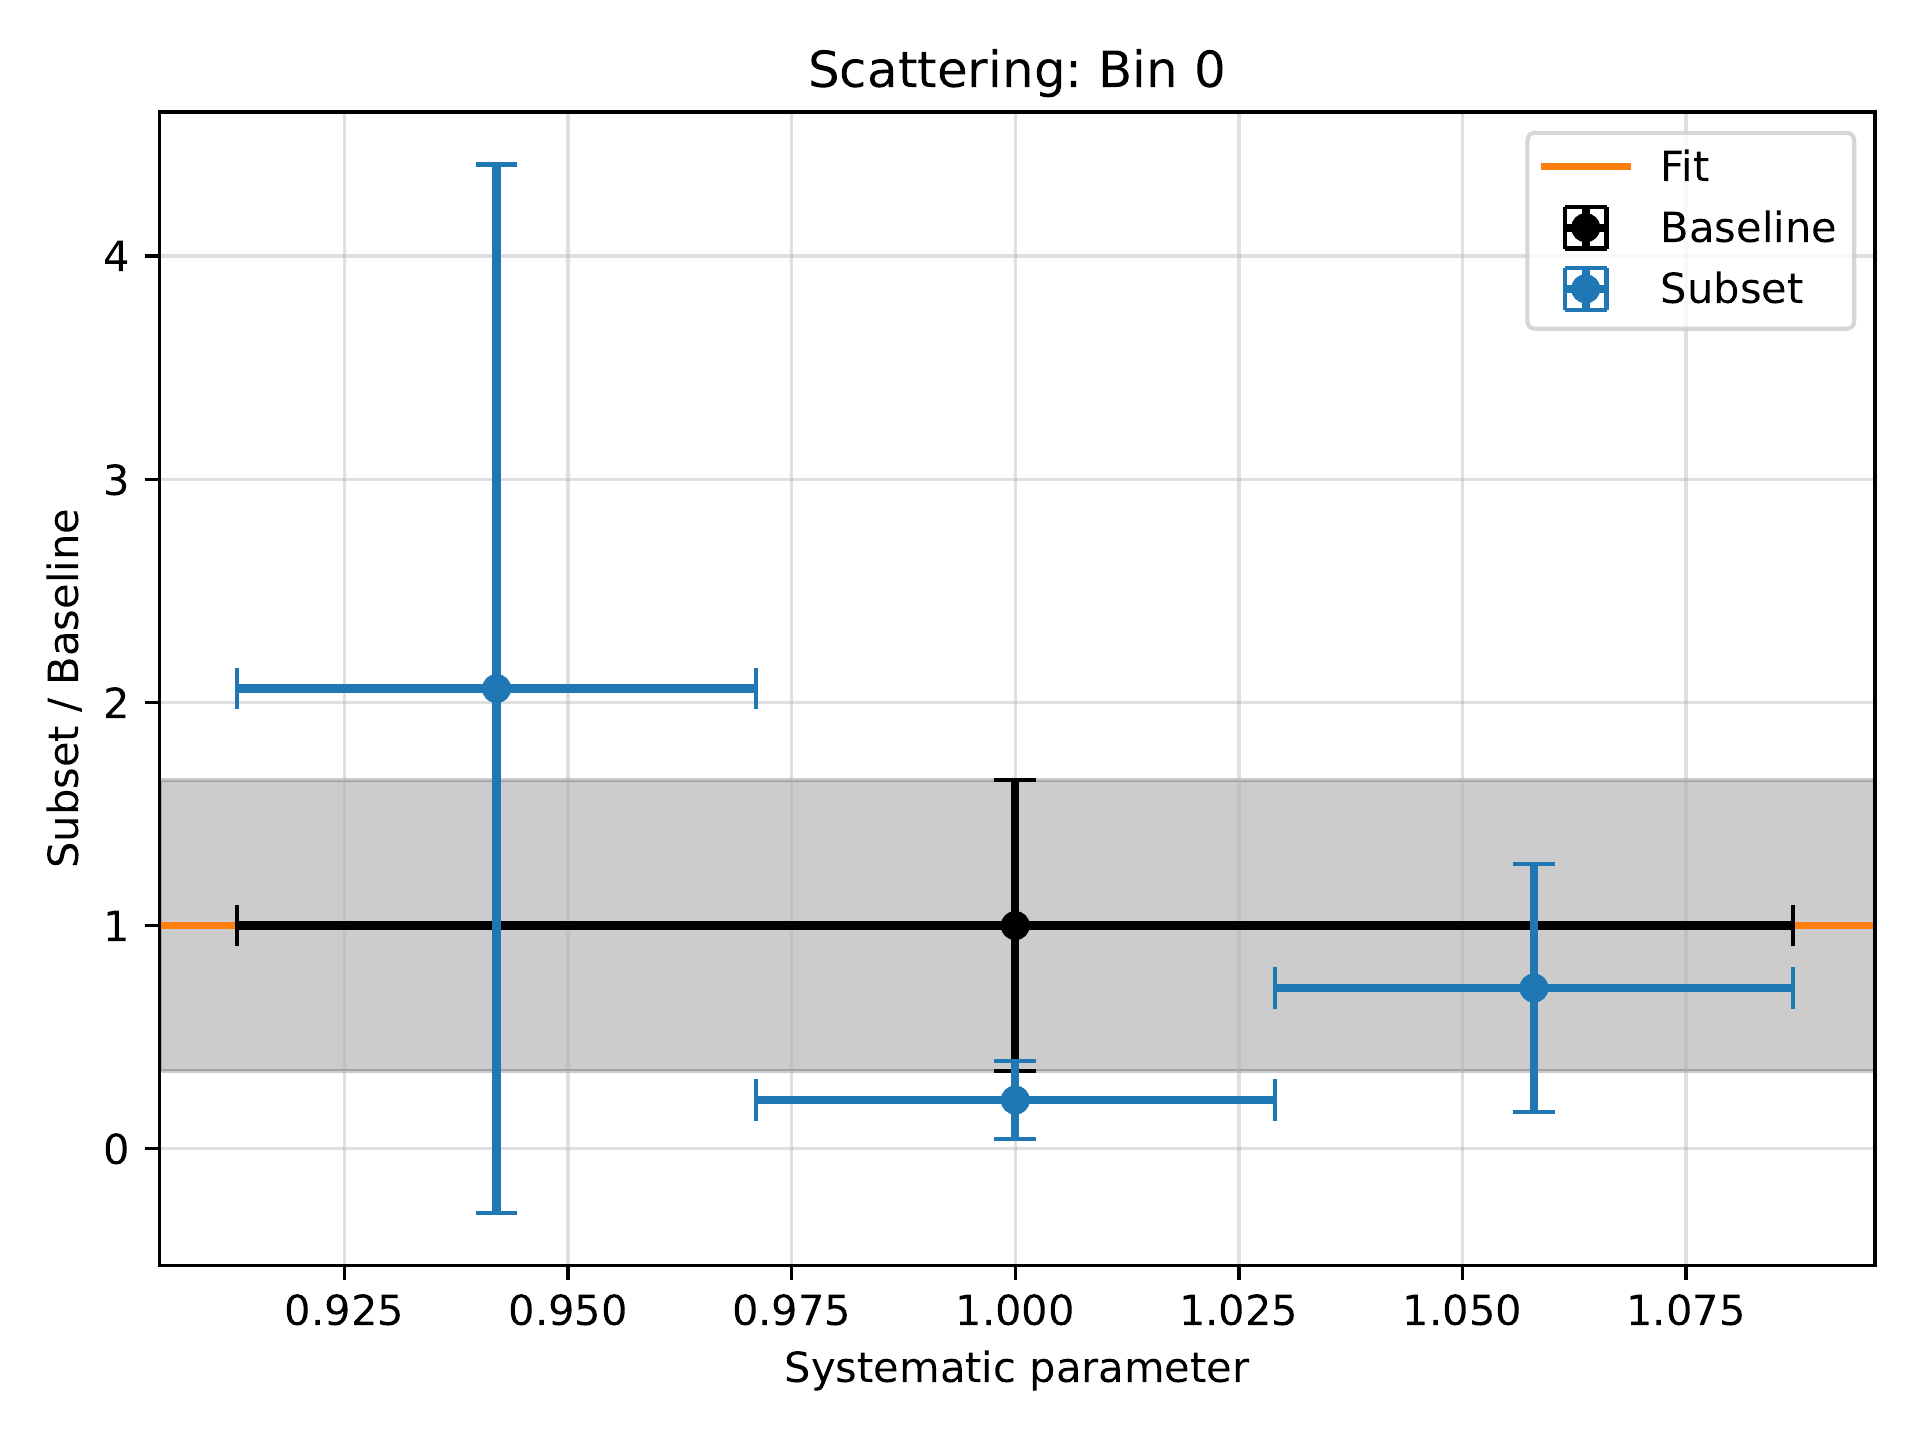 Scattering: Bin 0
Fit
Baseline
Subset
Subset / Baseline
4
3
2
1
0
0.925 0.950 0.975 1.000 1.025 1.050 1.075
Systematic parameter